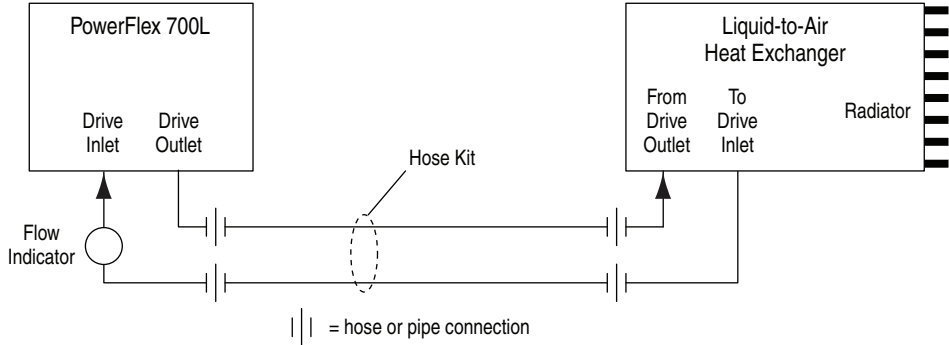 PowerFlex 700L
Liquid-to-Air
Heat Exchanger
From
Drive
Outlet
To
Drive
Inlet
Radiator
Drive
Inlet
Drive
Outlet
Hose Kit
Flow
Indicator
= hose or pipe connection